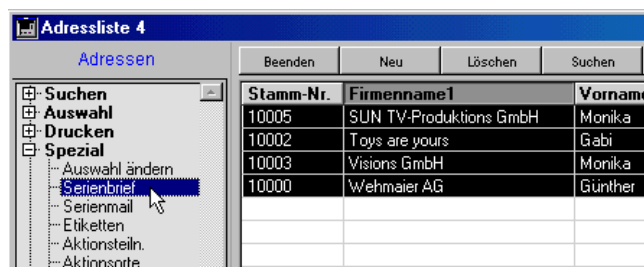 Adressliste 4
Adressen
Beenden Neu Löschen Suchen
Suchen
Auswahl
Drucken
Spezial
Auswahl ändern
Serienbrief
Serienmail
Etiketten
Aktionsteiln.
Aktionsorte
Stamm-Nr. Firmenname1 Vorname
10005 SUN TV-Produktions GmbH Monika
10002 Toys are yours Gabi
10003 Visions GmbH Monika
10000 Wehmaier AG Günther